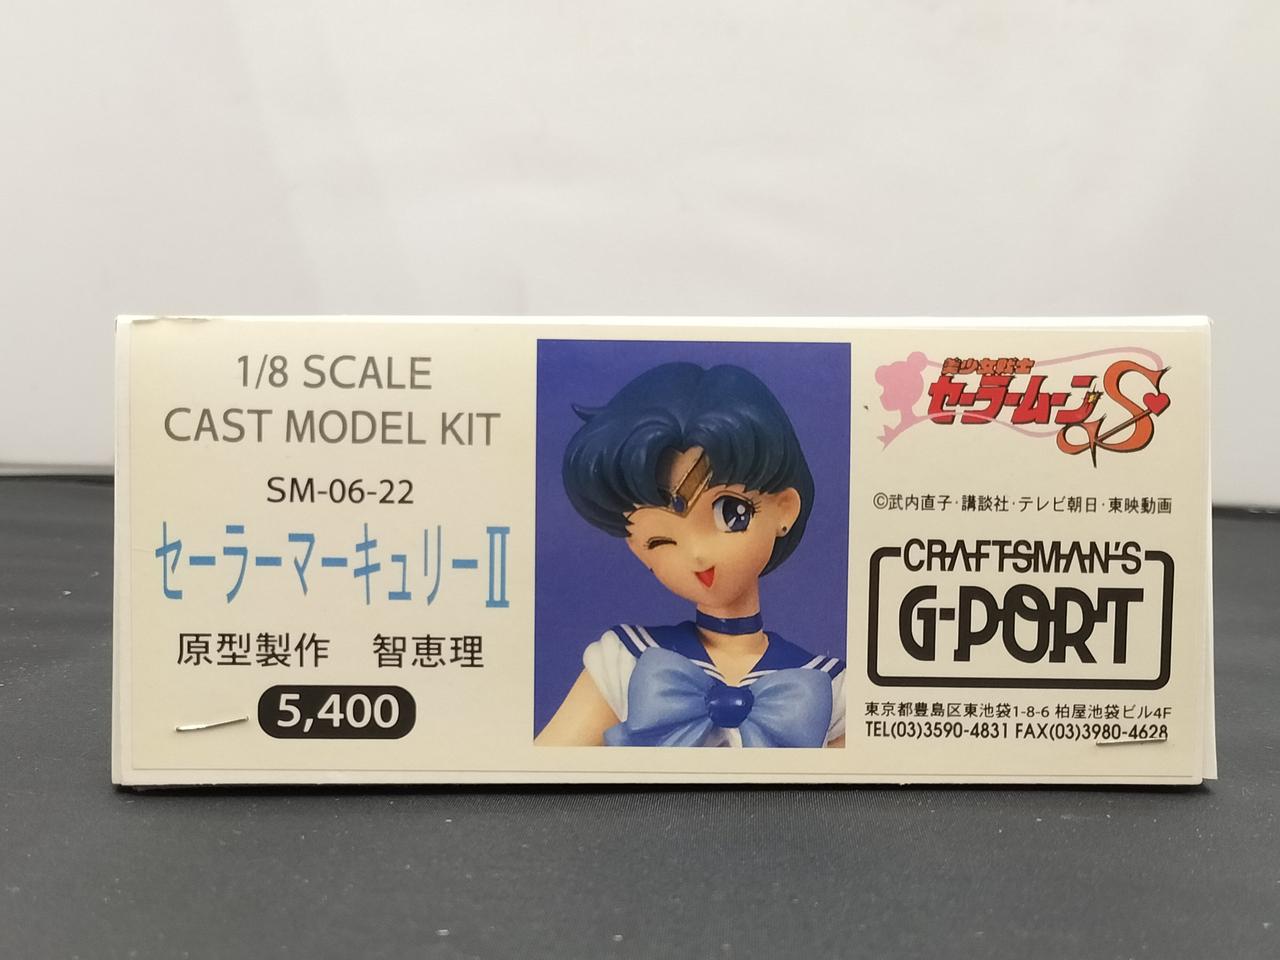 1/8 SCALE
CAST MODEL KIT
SM-06-22
セーラーマーキュリーⅡ
原型製作　智恵理
5,400
美少女戦士
セーラームーンS
©武内直子・講談社・テレビ朝日・東映動画
CRAFTSMAN'S
G-PORT
東京都豊島区東池袋1-8-6 柏屋池袋ビル4F
TEL(03)3590-4831 FAX(03)3980-4628